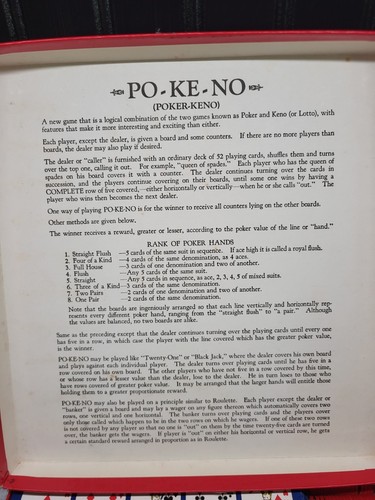 PO-KE-NO
(POKER-KENO)
A new game that is a logical combination of the two games known as Poker and Keno (or Lotto), with
features that make it more interesting and exciting than either.
Each player, except the dealer, is given a board and some counters. If there are no more players than
boards, the dealer may also play if desired.
The dealer or "caller" is furnished with an ordinary deck of 52 playing cards, shuffles them and turns
over the top one, calling it out. For example, "queen of spades." Each player who has the queen of
spades on his board covers it with a counter. The dealer continues turning over the cards in
succession, and the players continue covering on their boards, until some one wins by having a
COMPLETE row of five covered,—either horizontally or vertically—when he or she calls "out." The
player who wins then becomes the next dealer.
One way of playing PO-KE-NO is for the winner to receive all counters lying on the other boards.
Other methods are given below.
The winner receives a reward, greater or lesser, according to the poker value of the line or "hand."
RANK OF POKER HANDS
1. Straight Flush —5 cards of the same suit in sequence. If ace high it is called a royal flush.
2. Four of a Kind —4 cards of the same denomination, as 4 aces.
3. Full House —3 cards of one denomination and two of another.
4. Flush —Any 5 cards of the same suit.
5. Straight —Any 5 cards in sequence, as ace, 2, 3, 4, 5 of mixed suits.
6. Three of a Kind—3 cards of the same denomination.
7. Two Pairs —2 cards of one denomination and two of another.
8. One Pair —2 cards of the same denomination.
Note that the boards are ingeniously arranged so that each line vertically and horizontally rep-
resents every different poker hand, ranging from the "straight flush" to "a pair." Although
the values are balanced, no two boards are alike.
Same as the preceding except that the dealer continues turning over the playing cards until every one
has five in a row, in which case the player with the line covered which has the greater poker value,
is the winner.
PO-KE-NO may be played like "Twenty-One" or "Black Jack," where the dealer covers his own board
and plays against each individual player. The dealer turns over playing cards until he has five in a
row covered on his own board. The other players who have not five in a row covered by this time,
or whose row has a lesser value than the dealer, lose to the dealer. He in turn loses to those who
have rows covered of greater poker value. It may be arranged that the larger hands will entitle those
holding them to a greater proportionate reward.
PO-KE-NO may also be played on a principle similar to Roulette. Each player except the dealer or
"banker" is given a board and may lay a wager on any figure thereon which automatically covers two
rows, one vertical and one horizontal. The banker turns over playing cards and the players cover
only those called which happen to be in the two rows on which he wagers. If one of these two rows
is not covered by any player so that no one is "out" on them by the time twenty-five cards are turned
over, the banker gets the wagers. If player is "out" on either his horizontal or vertical row, he gets
a certain standard reward arranged in proportion as in Roulette.